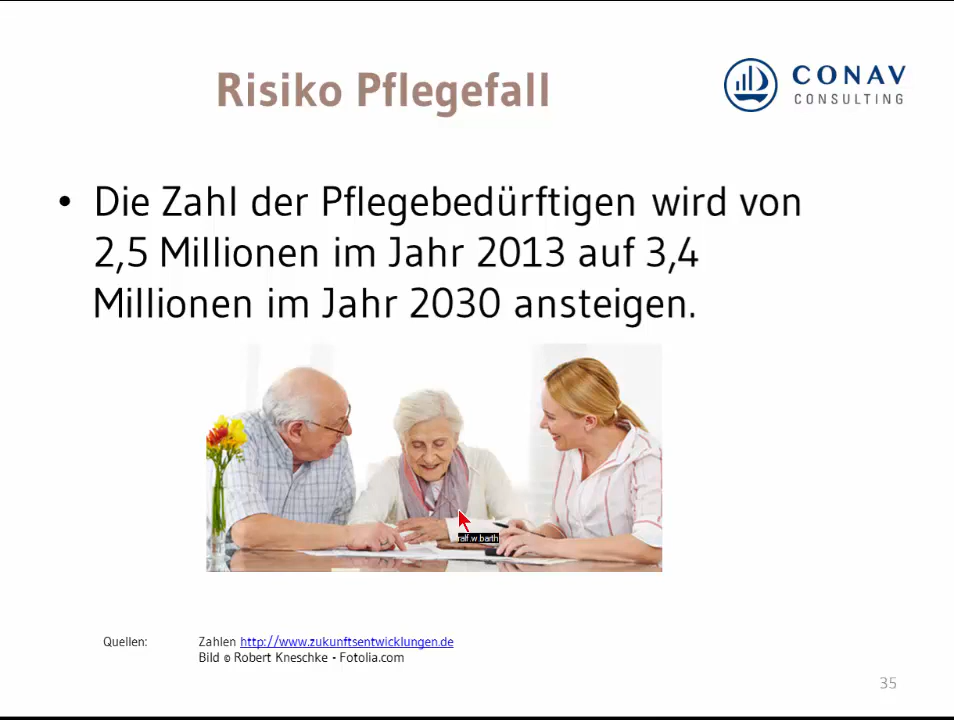 Risiko Pflegefall
CONAV
CONSULTING
• Die Zahl der Pflegebedürftigen wird von
2,5 Millionen im Jahr 2013 auf 3,4
Millionen im Jahr 2030 ansteigen.
ralf.w.barth
Quellen: Zahlen http://www.zukunftsentwicklungen.de
Bild © Robert Kneschke - Fotolia.com
35